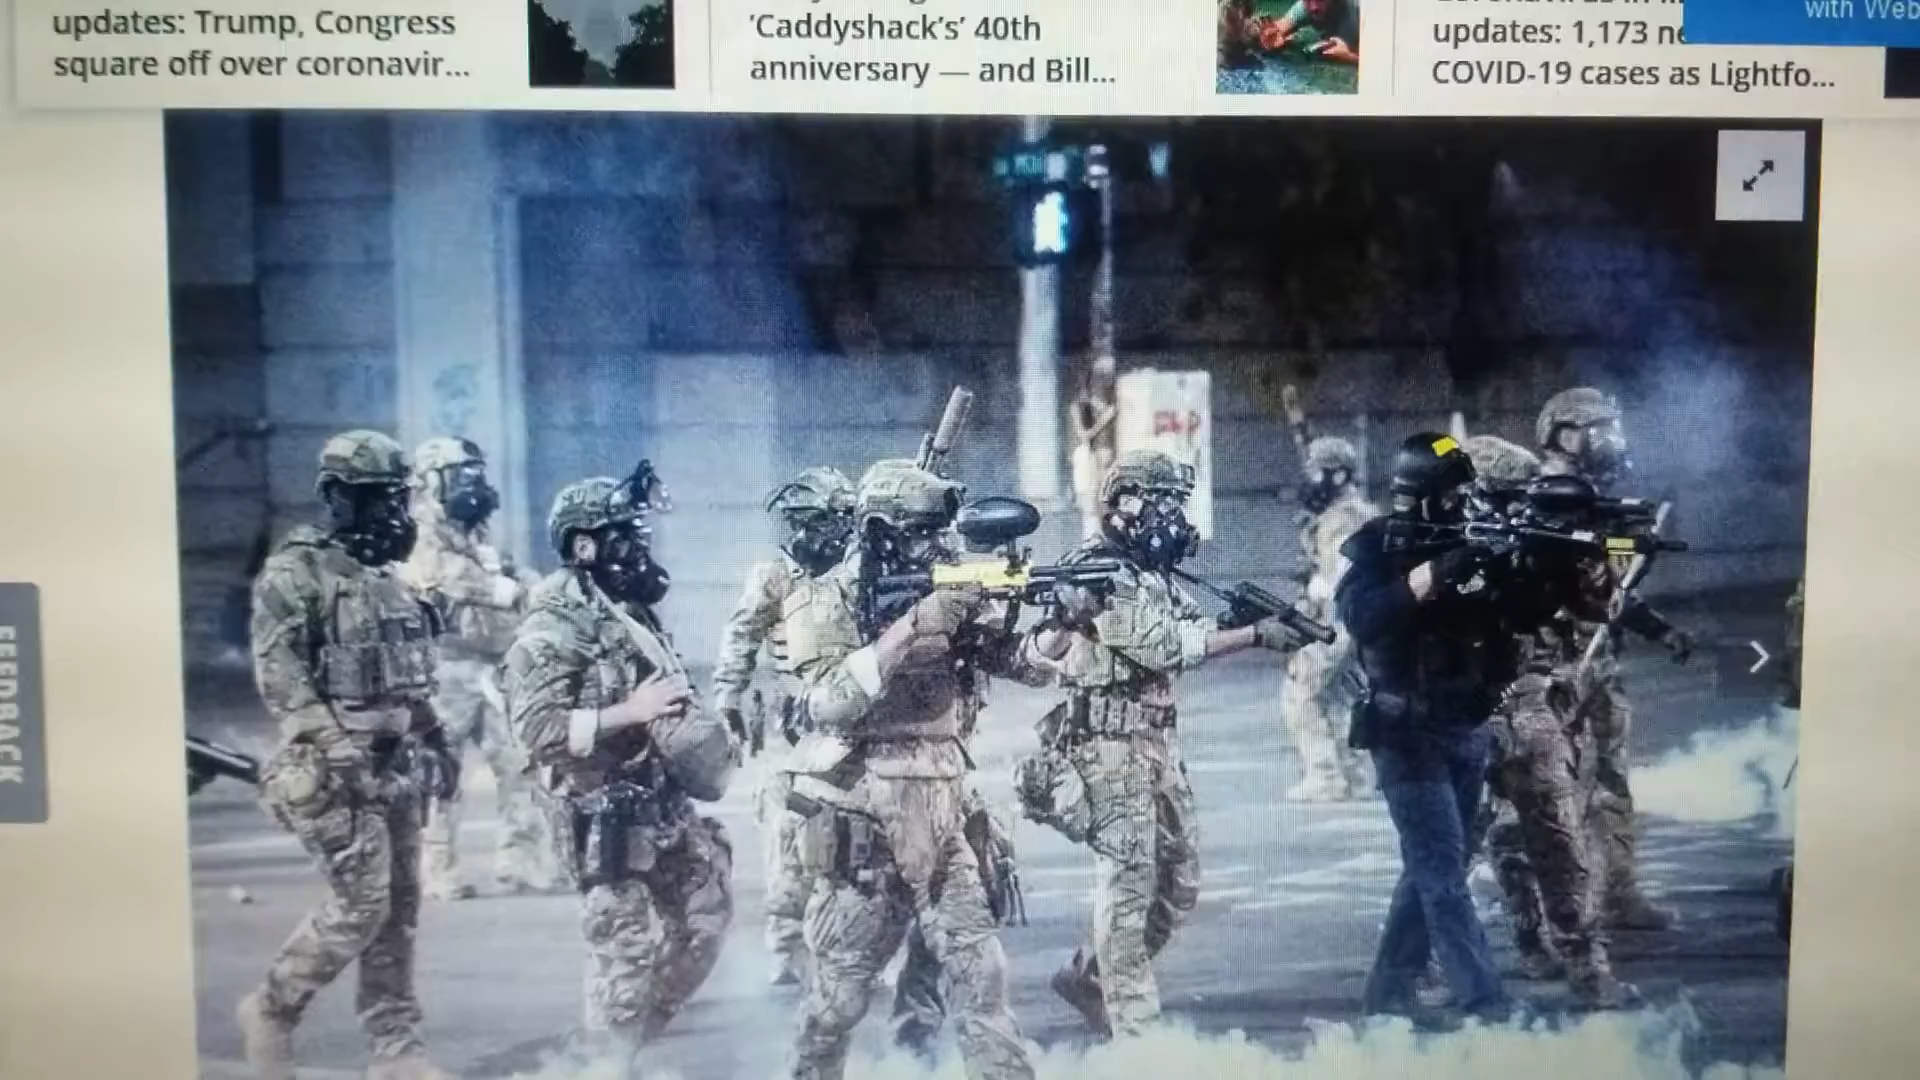 updates: Trump, Congress
square off over coronavir...
'Caddyshack's' 40th
anniversary — and Bill...
updates: 1,173
COVID-19 cases as Lightfo...
with Web
FEEDBACK